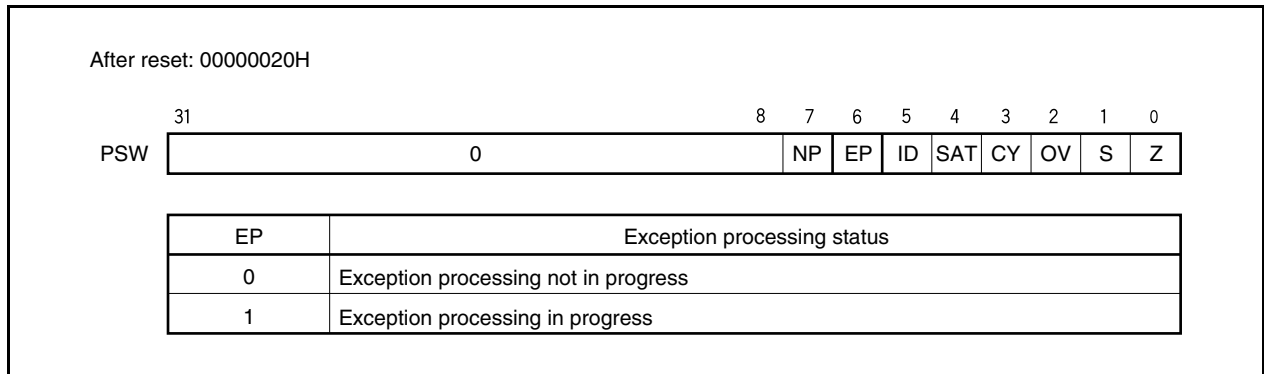 After reset: 00000020H
31 8 7 6 5 4 3 2 1 0
PSW 0 NP EP ID SAT CY OV S Z
EP Exception processing status
0 Exception processing not in progress
1 Exception processing in progress